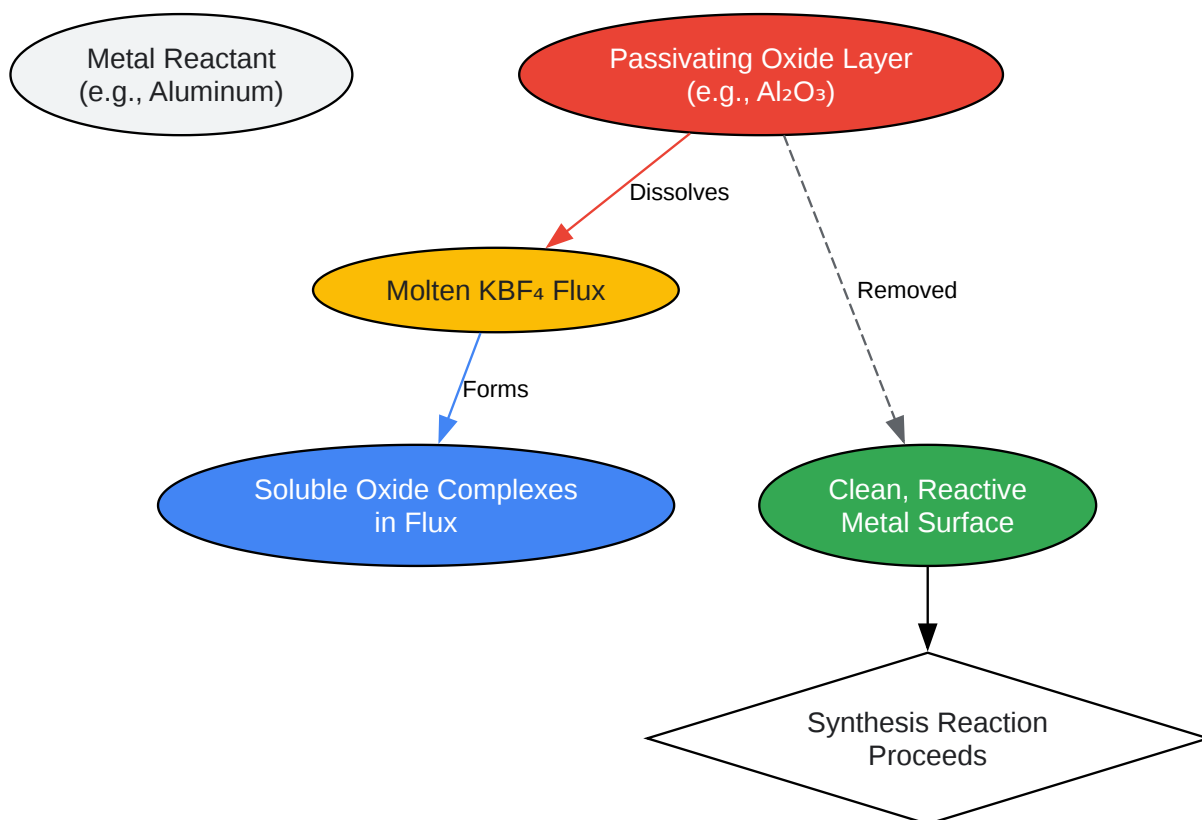 Metal Reactant
(e.g., Aluminum)
Passivating Oxide Layer
(e.g., Al₂O₃)
Dissolves
Molten KBF₄ Flux
Removed
Forms
Soluble Oxide Complexes
in Flux
Clean, Reactive
Metal Surface
Synthesis Reaction
Proceeds